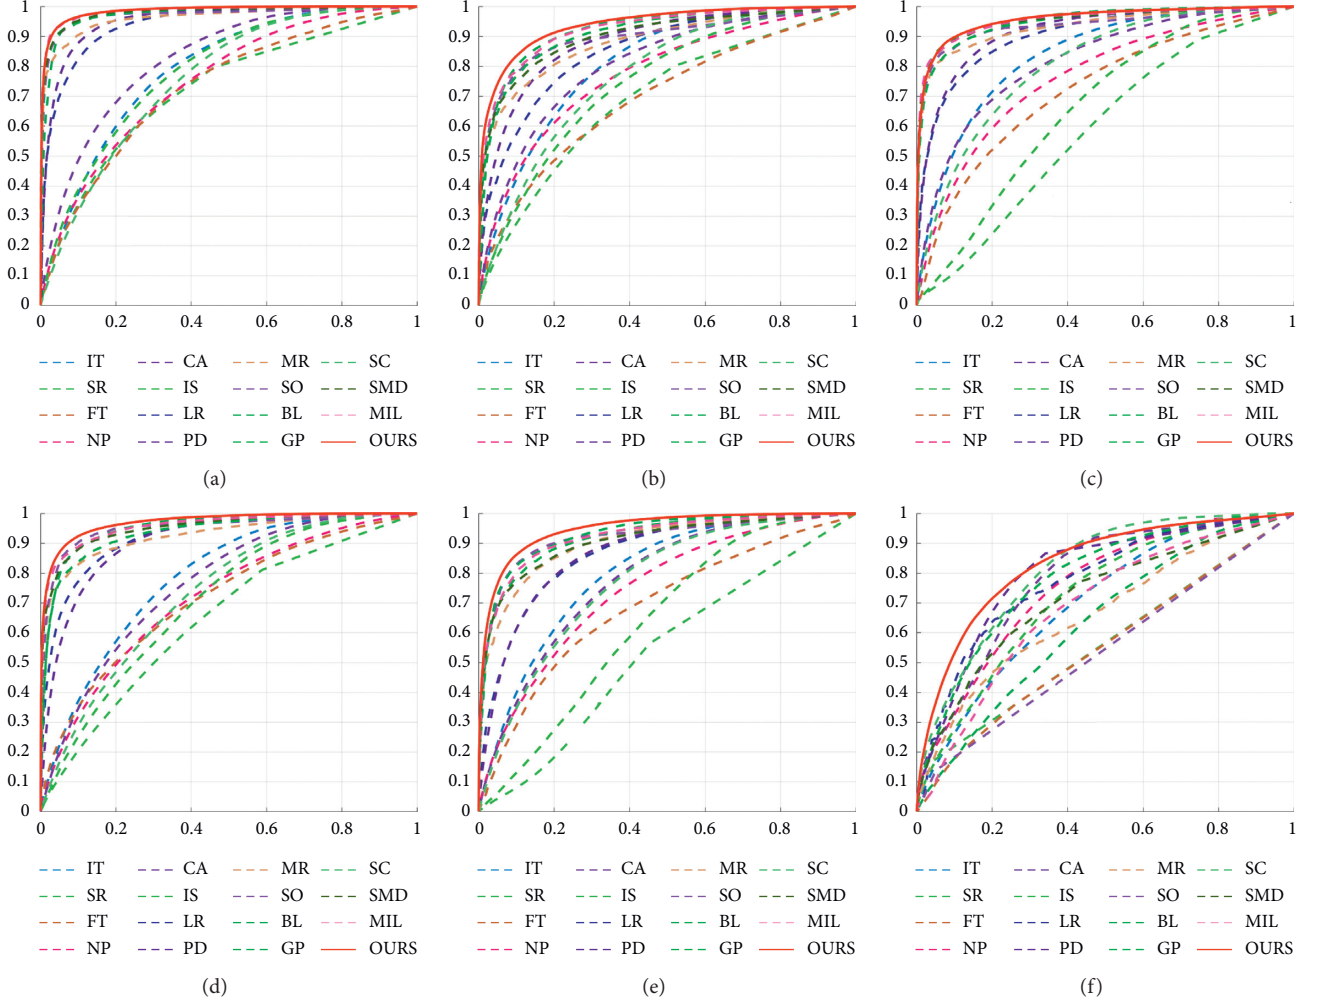 1 1 1
0.9 0.9 0.9
0.8 0.8 0.8
0.7 0.7 0.7
0.6 0.6 0.6
0.5 0.5 0.5
0.4 0.4 0.4
0.3 0.3 0.3
0.2 0.2 0.2
0.1 0.1 0.1
0 0 0
0 0.2 0.4 0.6 0.8 1 0 0.2 0.4 0.6 0.8 1 0 0.2 0.4 0.6 0.8 1
IT CA MR SC IT CA MR SC IT CA MR SC
SR IS SO SMD SR IS SO SMD SR IS SO SMD
FT LR BL MIL FT LR BL MIL FT LR BL MIL
NP PD GP OURS NP PD GP OURS NP PD GP OURS
(a) (b) (c)
1 1 1
0.9 0.9 0.9
0.8 0.8 0.8
0.7 0.7 0.7
0.6 0.6 0.6
0.5 0.5 0.5
0.4 0.4 0.4
0.3 0.3 0.3
0.2 0.2 0.2
0.1 0.1 0.1
0 0 0
0 0.2 0.4 0.6 0.8 1 0 0.2 0.4 0.6 0.8 1 0 0.2 0.4 0.6 0.8 1
IT CA MR SC IT CA MR SC IT CA MR SC
SR IS SO SMD SR IS SO SMD SR IS SO SMD
FT LR BL MIL FT LR BL MIL FT LR BL MIL
NP PD GP OURS NP PD GP OURS NP PD GP OURS
(d) (e) (f)